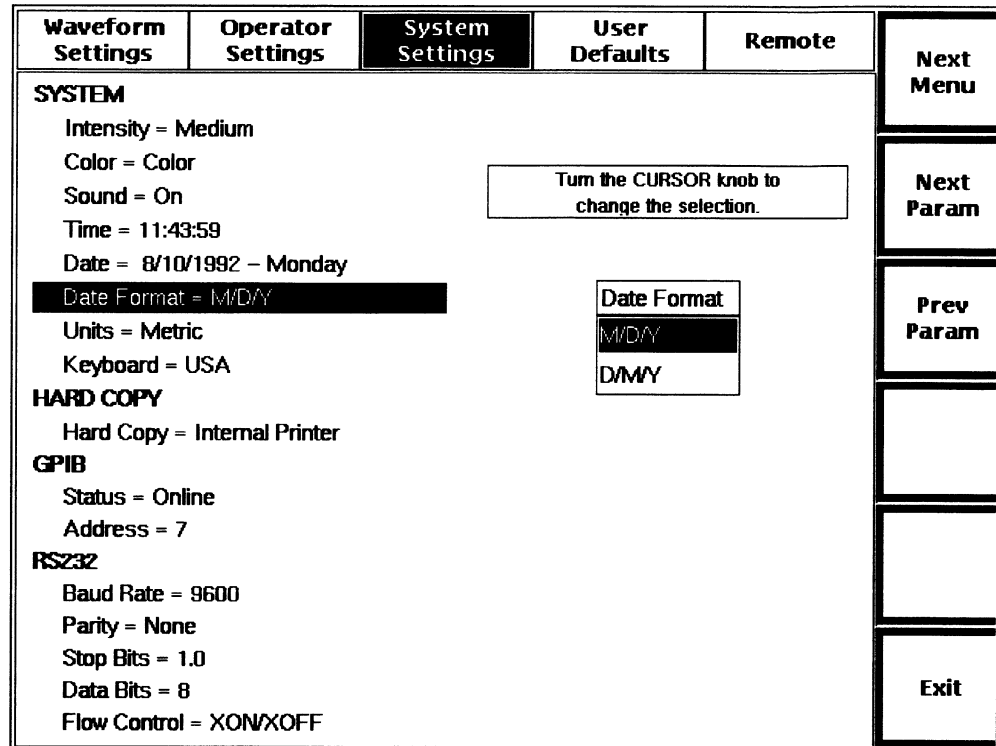 Waveform Settings
Operator Settings
System Settings
User Defaults
Remote
SYSTEM
Intensity = Medium
Color = Color
Sound = On
Time = 11:43:59
Date = 8/10/1992 – Monday
Date Format = M/D/Y
Units = Metric
Keyboard = USA
HARD COPY
Hard Copy = Internal Printer
GPIB
Status = Online
Address = 7
RS232
Baud Rate = 9600
Parity = None
Stop Bits = 1.0
Data Bits = 8
Flow Control = XON/XOFF
Turn the CURSOR knob to
change the selection.
Date Format
M/D/Y
D/M/Y
Next
Menu
Next
Param
Prev
Param
Exit